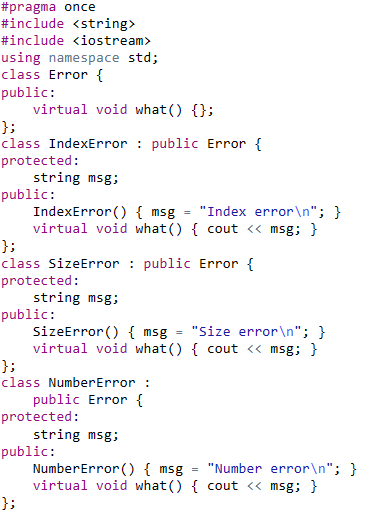 #pragma once
#include <string>
#include <iostream>
using namespace std;
class Error {
public:
    virtual void what() {};
};
class IndexError : public Error {
protected:
    string msg;
public:
    IndexError() { msg = "Index error\n"; }
    virtual void what() { cout << msg; }
};
class SizeError : public Error {
protected:
    string msg;
public:
    SizeError() { msg = "Size error\n"; }
    virtual void what() { cout << msg; }
};
class NumberError :
    public Error {
protected:
    string msg;
public:
    NumberError() { msg = "Number error\n"; }
    virtual void what() { cout << msg; }
};